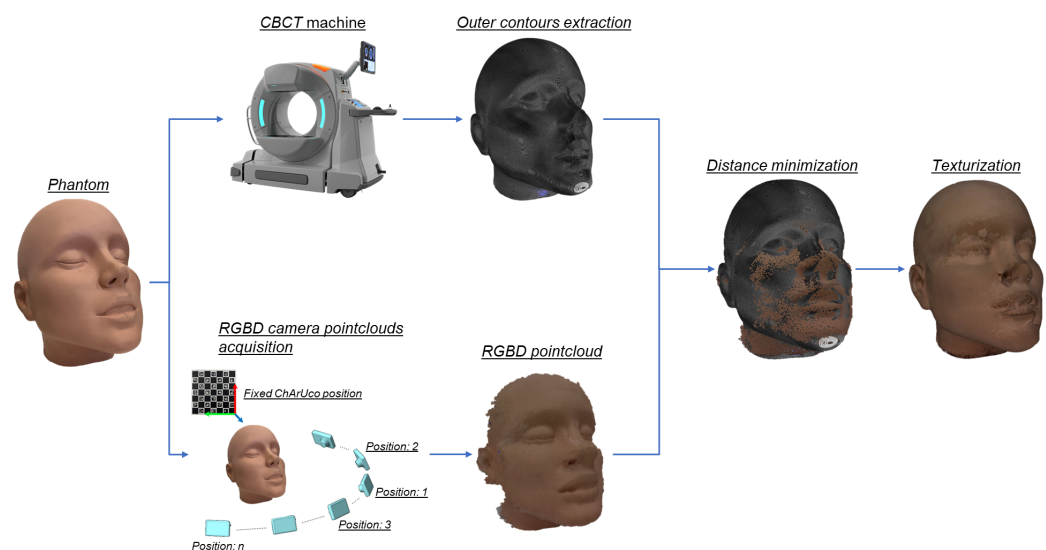 CBCT machine
Outer contours extraction
Phantom
Distance minimization
Texturization
RGBD camera pointclouds
acquisition
RGBD pointcloud
Fixed ChArUco position
Position: 2
Position: 1
Position: 3
Position: n